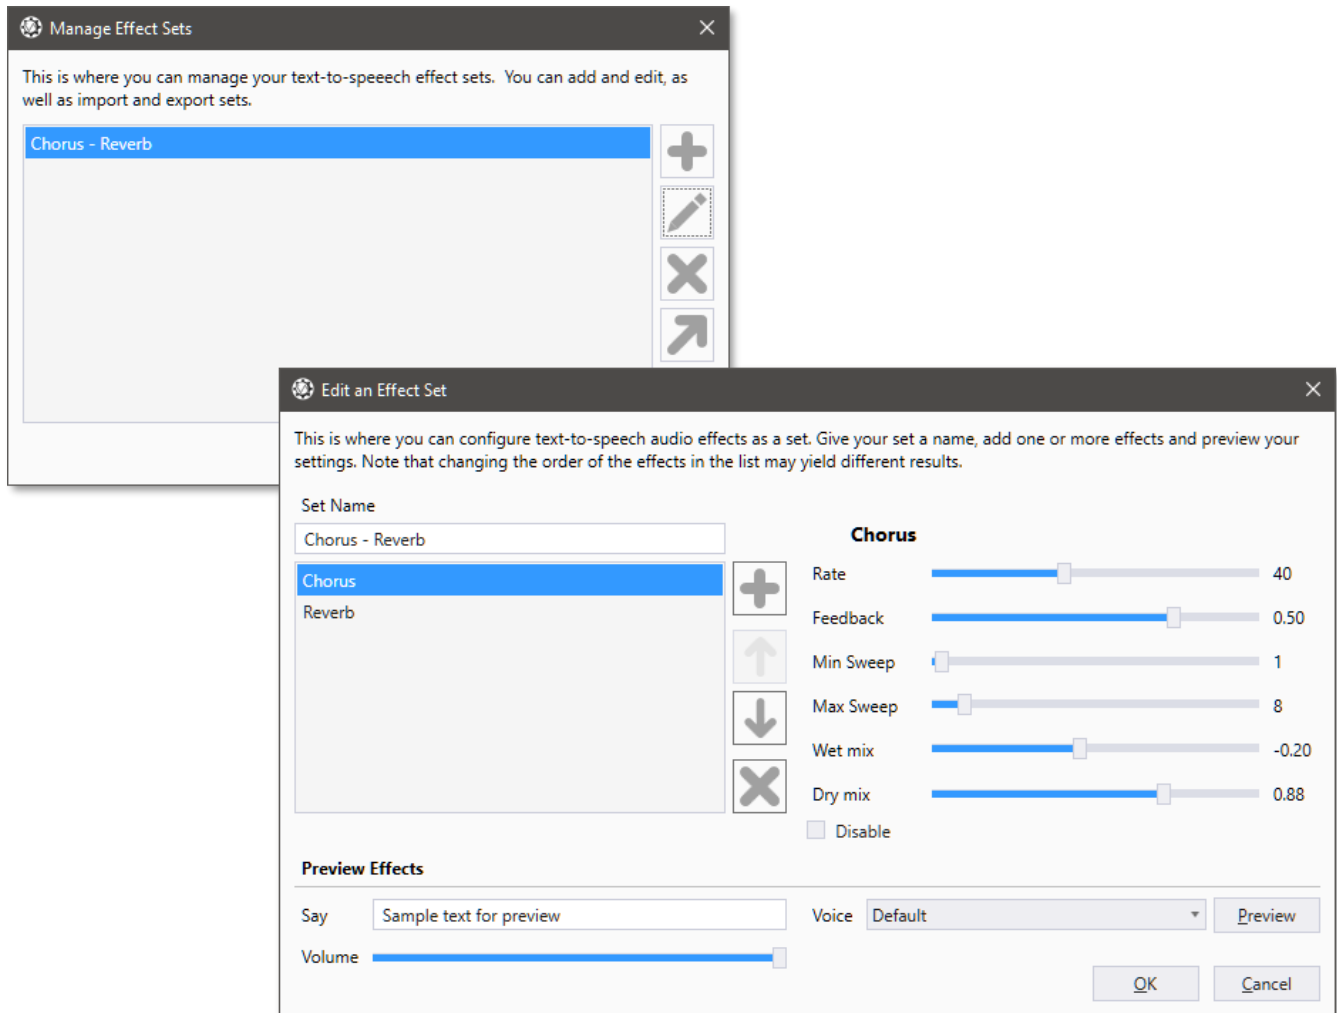 Manage Effect Sets
This is where you can manage your text-to-speeech effect sets.  You can add and edit, as
well as import and export sets.
Chorus - Reverb
Edit an Effect Set
This is where you can configure text-to-speech audio effects as a set. Give your set a name, add one or more effects and preview your
settings. Note that changing the order of the effects in the list may yield different results.
Set Name
Chorus - Reverb
Chorus
Reverb
Chorus
Rate 40
Feedback 0.50
Min Sweep 1
Max Sweep 8
Wet mix -0.20
Dry mix 0.88
Disable
Preview Effects
Say Sample text for preview Voice Default Preview
Volume
OK Cancel